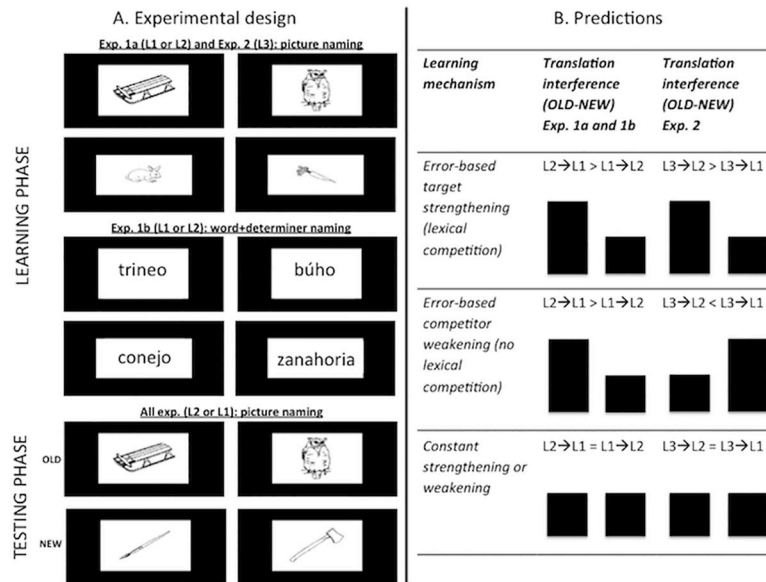 A. Experimental design
Exp. 1a (L1 or L2) and Exp. 2 (L3): picture naming
LEARNING PHASE
Exp. 1b (L1 or L2): word+determiner naming
trineo
búho
conejo
zanahoria
All exp. (L2 or L1): picture naming
TESTING PHASE
OLD
NEW
B. Predictions
Learning
mechanism
Translation
interference
(OLD-NEW)
Exp. 1a and 1b
Translation
interference
(OLD-NEW)
Exp. 2
Error-based
target
strengthening
(lexical
competition)
L2→L1 > L1→L2
L3→L2 > L3→L1
Error-based
competitor
weakening (no
lexical
competition)
L2→L1 > L1→L2
L3→L2 < L3→L1
Constant
strengthening or
weakening
L2→L1 = L1→L2
L3→L2 = L3→L1